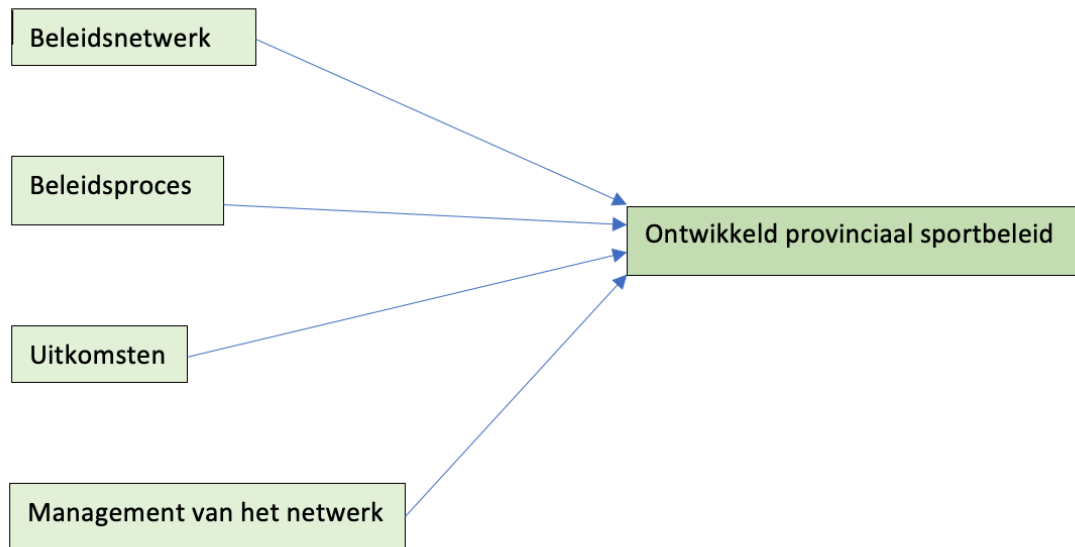 Beleidsnetwerk
Beleidsproces
Ontwikkeld provinciaal sportbeleid
Uitkomsten
Management van het netwerk